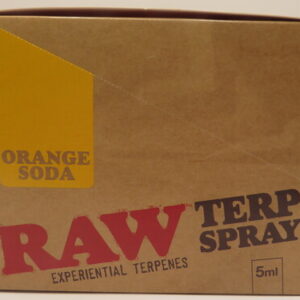 ORANGE
SODA
RAW
TERP
SPRAY
EXPERIENTIAL TERPENES
5ml